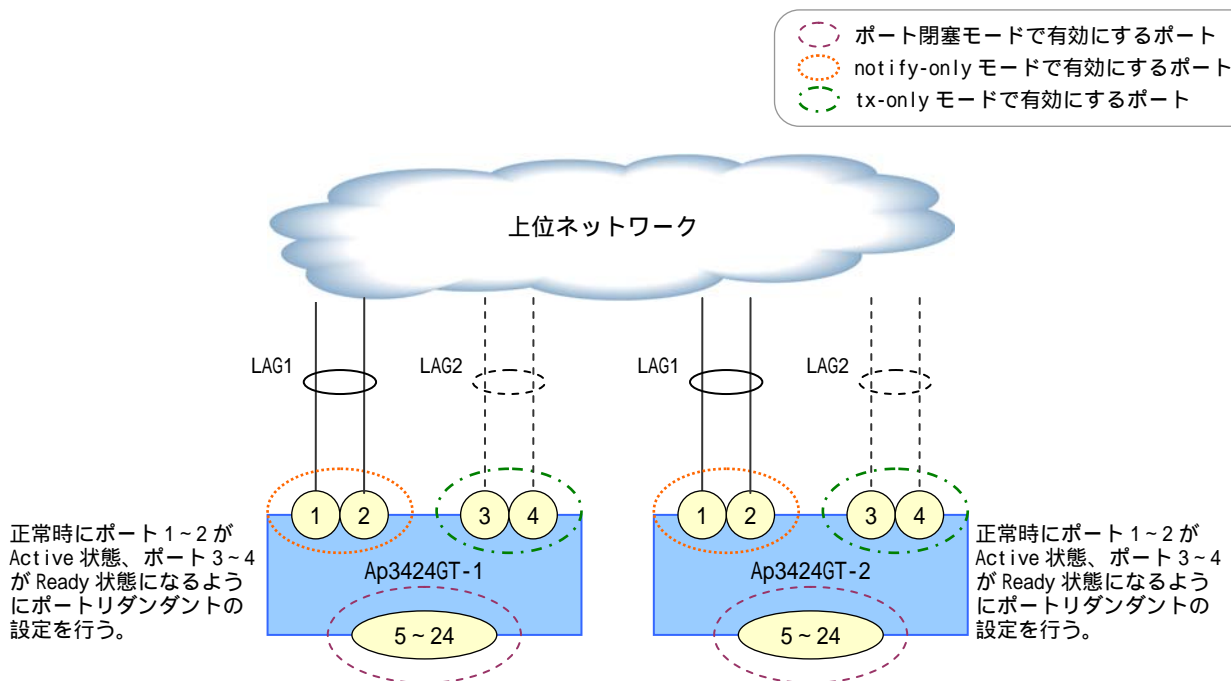 ポート閉塞モードで有効にするポート
notify-only モードで有効にするポート
tx-only モードで有効にするポート
上位ネットワーク
LAG1
LAG2
LAG1
LAG2
1
2
3
4
1
2
3
4
正常時にポート 1~2 が
Active 状態、ポート 3~4
が Ready 状態になるよう
にポートリダンダントの
設定を行う。
Ap3424GT-1
Ap3424GT-2
正常時にポート 1~2 が
Active 状態、ポート 3~4
が Ready 状態になるよう
にポートリダンダントの
設定を行う。
5~24
5~24